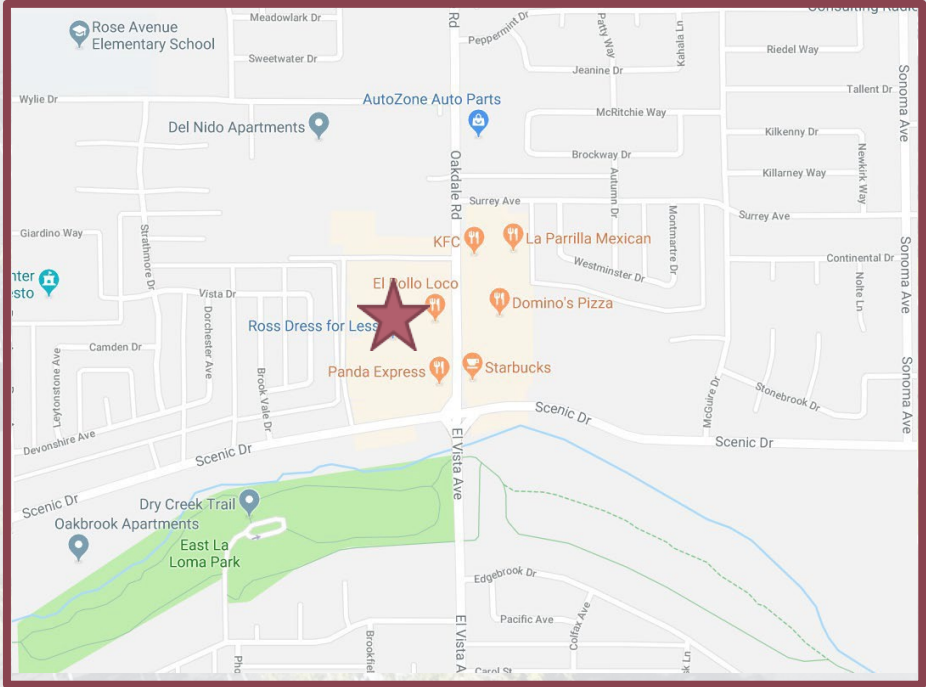 Consulting Radio
Rd
Meadowlark Dr
Rose Avenue
Elementary School
Peppermint Dr
Patty Way
Kahala Ln
Riedel Way
Sweetwater Dr
Jeanine Dr
Sonoma Ave
Tallent Dr
Wylie Dr
AutoZone Auto Parts
McRitchie Way
Del Nido Apartments
Kilkenny Dr
Brockway Dr
Newkirk Way
Oakdale Rd
Killarney Way
Autumn Dr
Surrey Ave
Montmartre Dr
Surrey Ave
Giardino Way
Strathmore Dr
KFC
La Parrilla Mexican
Continental Dr
Sonoma Ave
Westminster Dr
nter
esto
El Pollo Loco
Nolte Ln
Vista Dr
Domino's Pizza
Ross Dress for Less
Dorchester Ave
Camden Dr
Leytonstone Ave
Panda Express
Starbucks
Brook Vale Dr
McGuire Dr
Stonebrook Dr
Sonoma Ave
Scenic Dr
Devonshire Ave
Scenic Dr
Scenic Dr
El Vista Ave
Scenic Dr
Dry Creek Trail
Oakbrook Apartments
East La
Loma Park
Edgebrook Dr
Pacific Ave
Colfax Ave
El Vista A
Brookfiel
Carol St